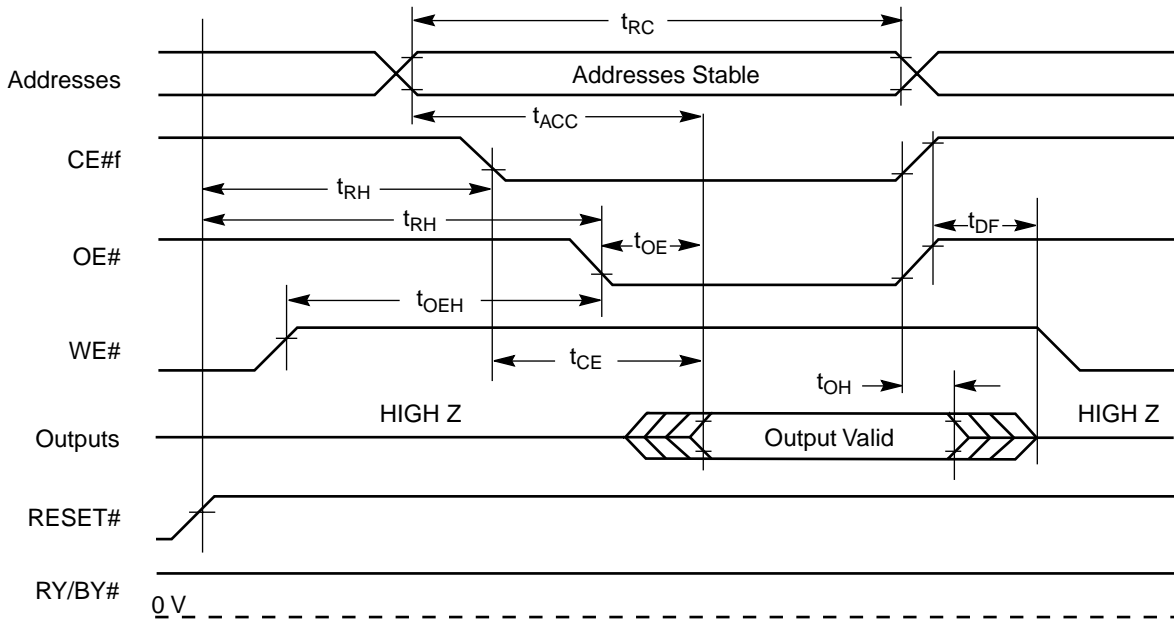 tRC
Addresses
Addresses Stable
tACC
CE#f
tRH
tRH
tDF
OE#
tOE
tOEH
WE#
tCE
tOH
HIGH Z
HIGH Z
Outputs
Output Valid
RESET#
RY/BY#
0 V